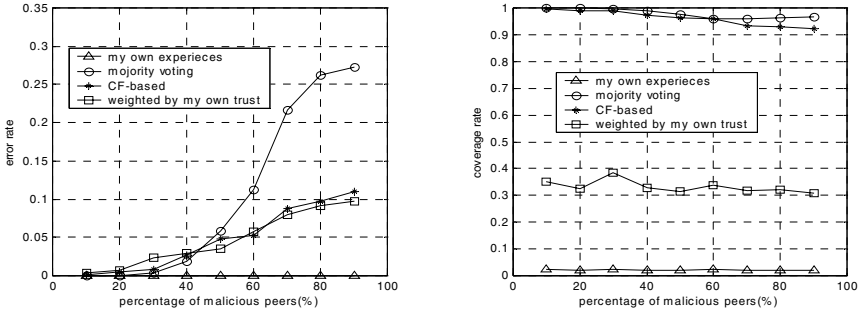 0.35
0.3
0.25
0.2
0.15
0.1
0.05
0
error rate
my own experieces
mojority voting
CF-based
weighted by my own trust
0 20 40 60 80 100
percentage of malicious peers(%)
1
0.9
0.8
0.7
0.6
0.5
0.4
0.3
0.2
0.1
0
coverage rate
my own experieces
mojority voting
CF-based
weighted by my own trust
0 20 40 60 80 100
percentage of malicious peers(%)